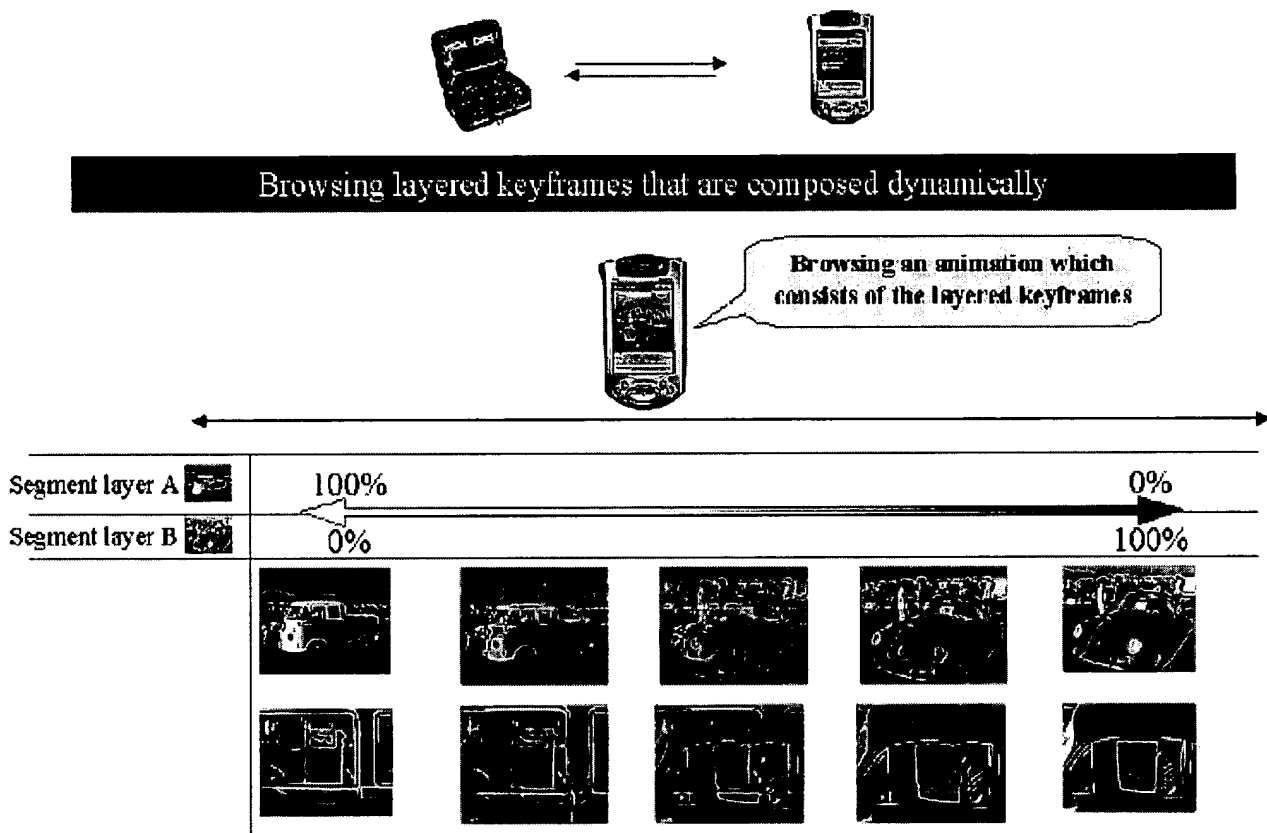 Browsing layered keyframes that are composed dynamically
Browsing an animation which
consists of the layered keyframes
Segment layer A
100%
0%
Segment layer B
0%
100%